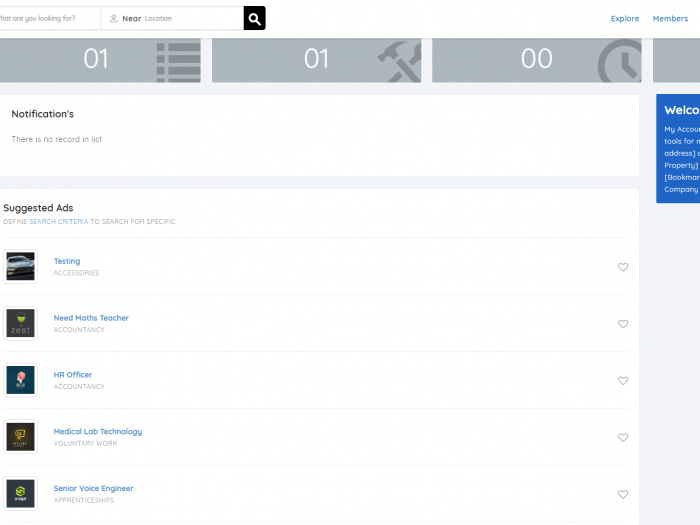 hat are you looking for?
Near Location
Explore Members
01 01 00
Notification's
There is no record in list
Welco
My Accou
tools for m
address] o
Property]
[Bookmar
Company
Suggested Ads
DEFINE SEARCH CRITERIA TO SEARCH FOR SPECIFIC
Testing
ACCESSORIES
zest
Need Maths Teacher
ACCOUNTANCY
HR Officer
ACCOUNTANCY
Medical Lab Technology
VOLUNTARY WORK
snapt
Senior Voice Engineer
APPRENTICESHIPS